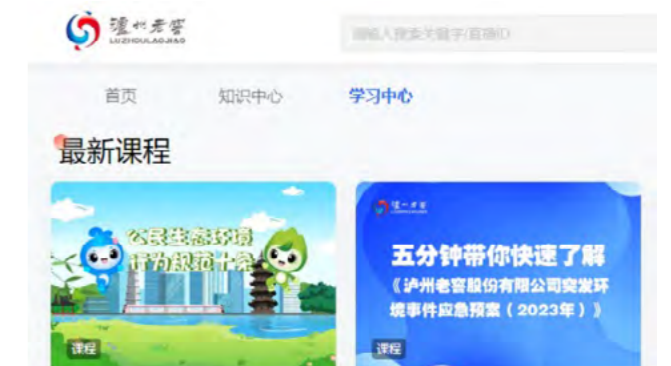 泸州老窖
LUZHOULAOJIAO
请输入搜索关键字/直播ID
首页
知识中心
学习中心
最新课程
公民生态环境
行为规范十条
课程
泸州老窖
五分钟带你快速了解
《泸州老窖股份有限公司突发环
境事件应急预案（2023年）》
课程